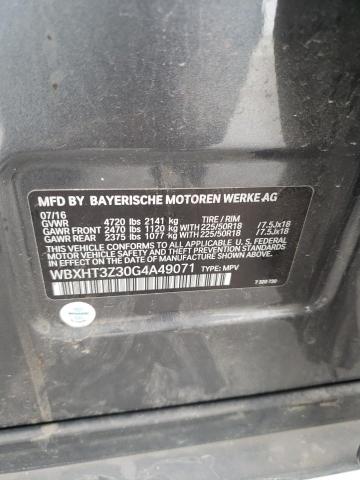 MFD BY BAYERISCHE MOTOREN WERKE AG
07/16
GVWR 4720 lbs 2141 kg TIRE / RIM
GAWR FRONT 2470 lbs 1120 kg WITH 225/50R18 /7.5Jx18
GAWR REAR 2375 lbs 1077 kg WITH 225/50R18 /7.5Jx18
THIS VEHICLE CONFORMS TO ALL APPLICABLE U.S. FEDERAL MOTOR
VEHICLE SAFETY AND THEFT PREVENTION STANDARDS IN EFFECT
ON THE DATE OF MANUFACTURE SHOWN ABOVE.
WBXHT3Z30G4A49071 TYPE: MPV